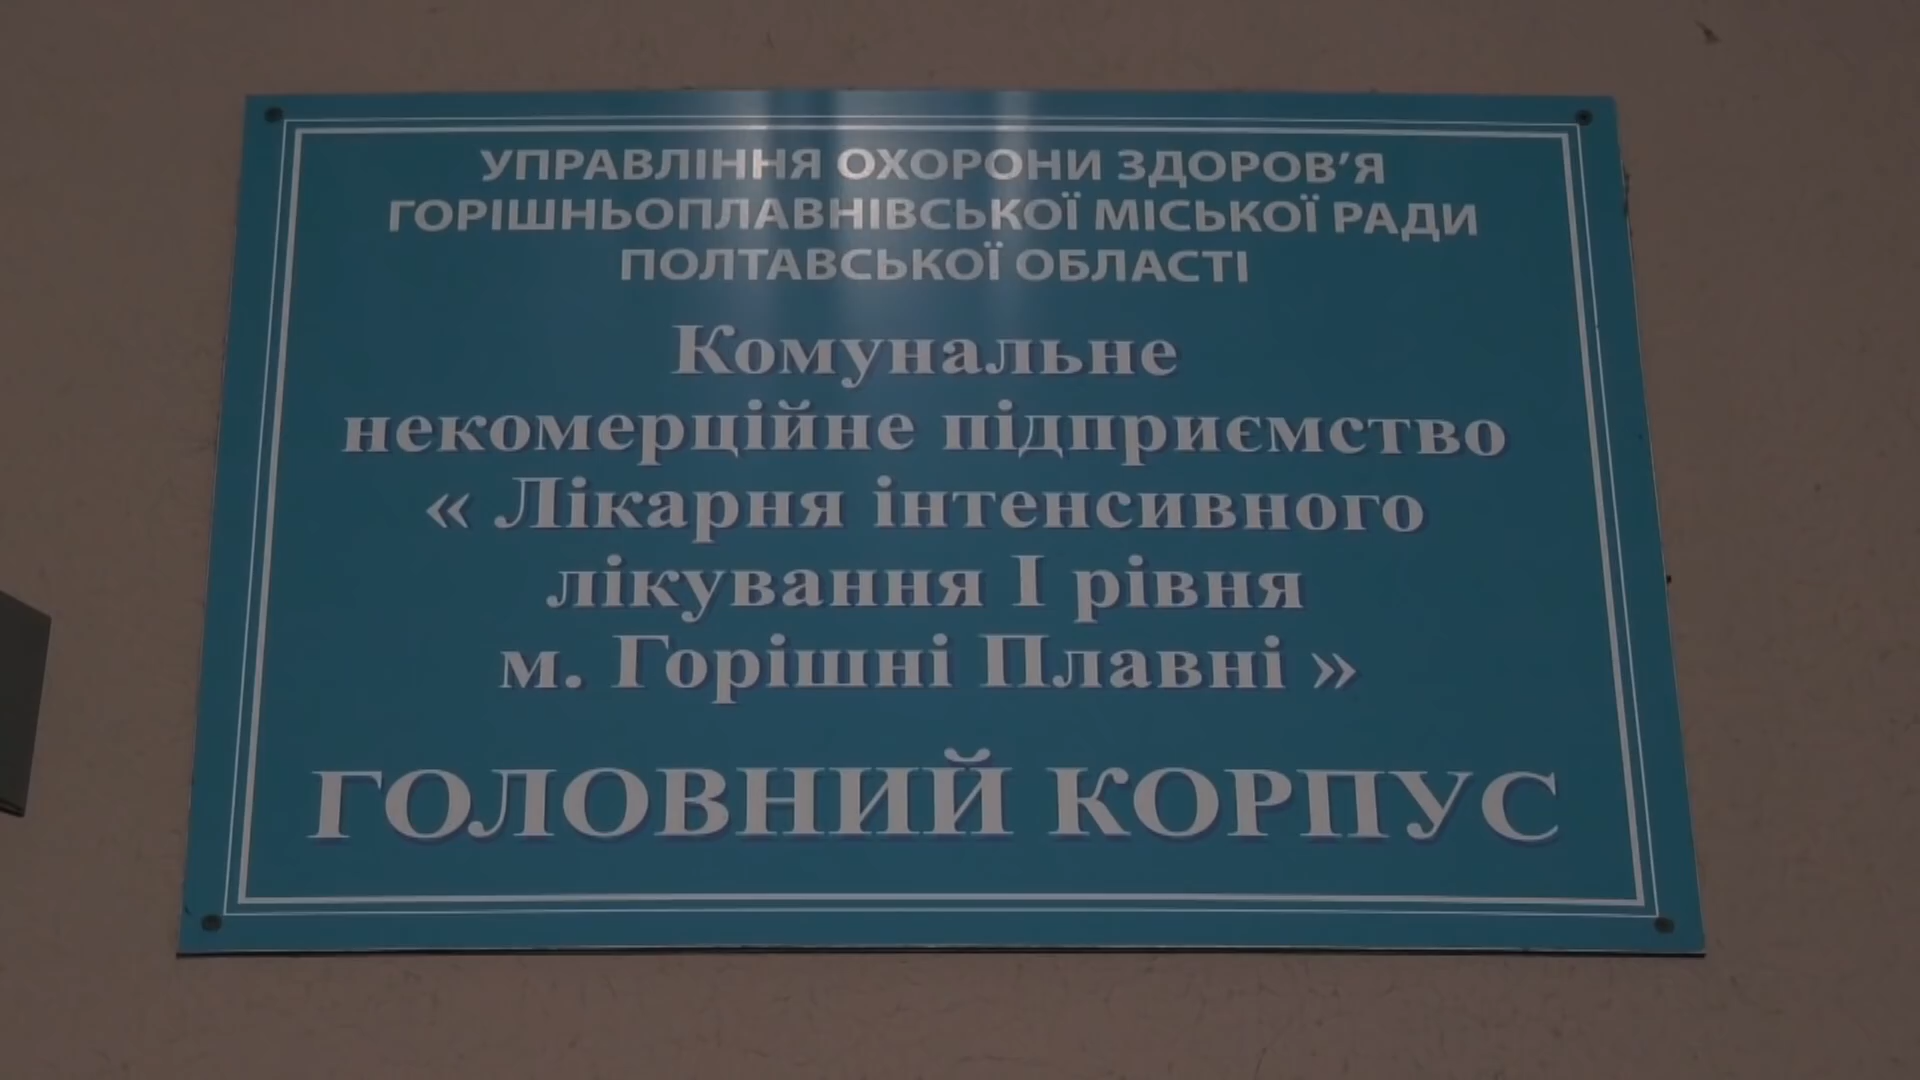 УПРАВЛІННЯ ОХОРОНИ ЗДОРОВ’Я
ГОРІШНЬОПЛАВНІВСЬКОЇ МІСЬКОЇ РАДИ
ПОЛТАВСЬКОЇ ОБЛАСТІ
Комунальне
некомерційне підприємство
« Лікарня інтенсивного
лікування І рівня
м. Горішні Плавні »
ГОЛОВНИЙ КОРПУС